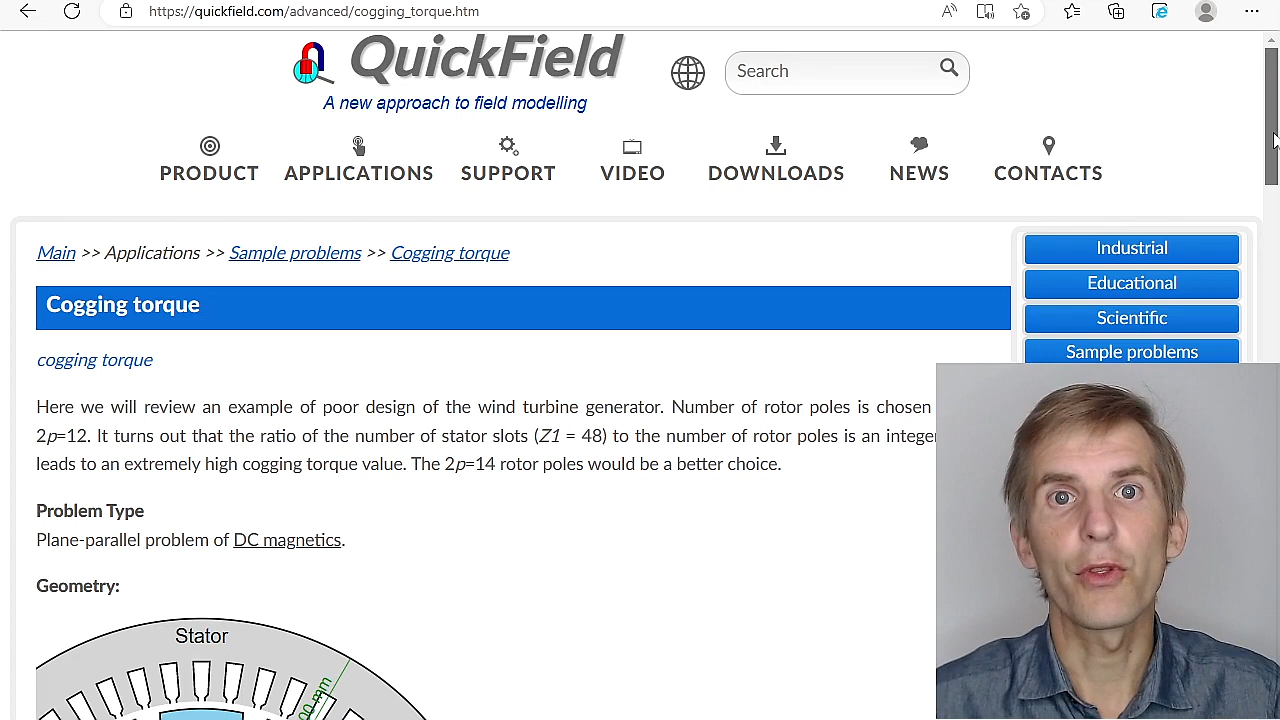 https://quickfield.com/advanced/cogging_torque.htm
QuickField
A new approach to field modelling
Search
PRODUCT APPLICATIONS SUPPORT VIDEO DOWNLOADS NEWS CONTACTS
Main >> Applications >> Sample problems >> Cogging torque
Cogging torque
cogging torque
Here we will review an example of poor design of the wind turbine generator. Number of rotor poles is chosen
2p=12. It turns out that the ratio of the number of stator slots (Z1 = 48) to the number of rotor poles is an intege
leads to an extremely high cogging torque value. The 2p=14 rotor poles would be a better choice.
Problem Type
Plane-parallel problem of DC magnetics.
Geometry:
Stator
00 mm
Industrial
Educational
Scientific
Sample problems